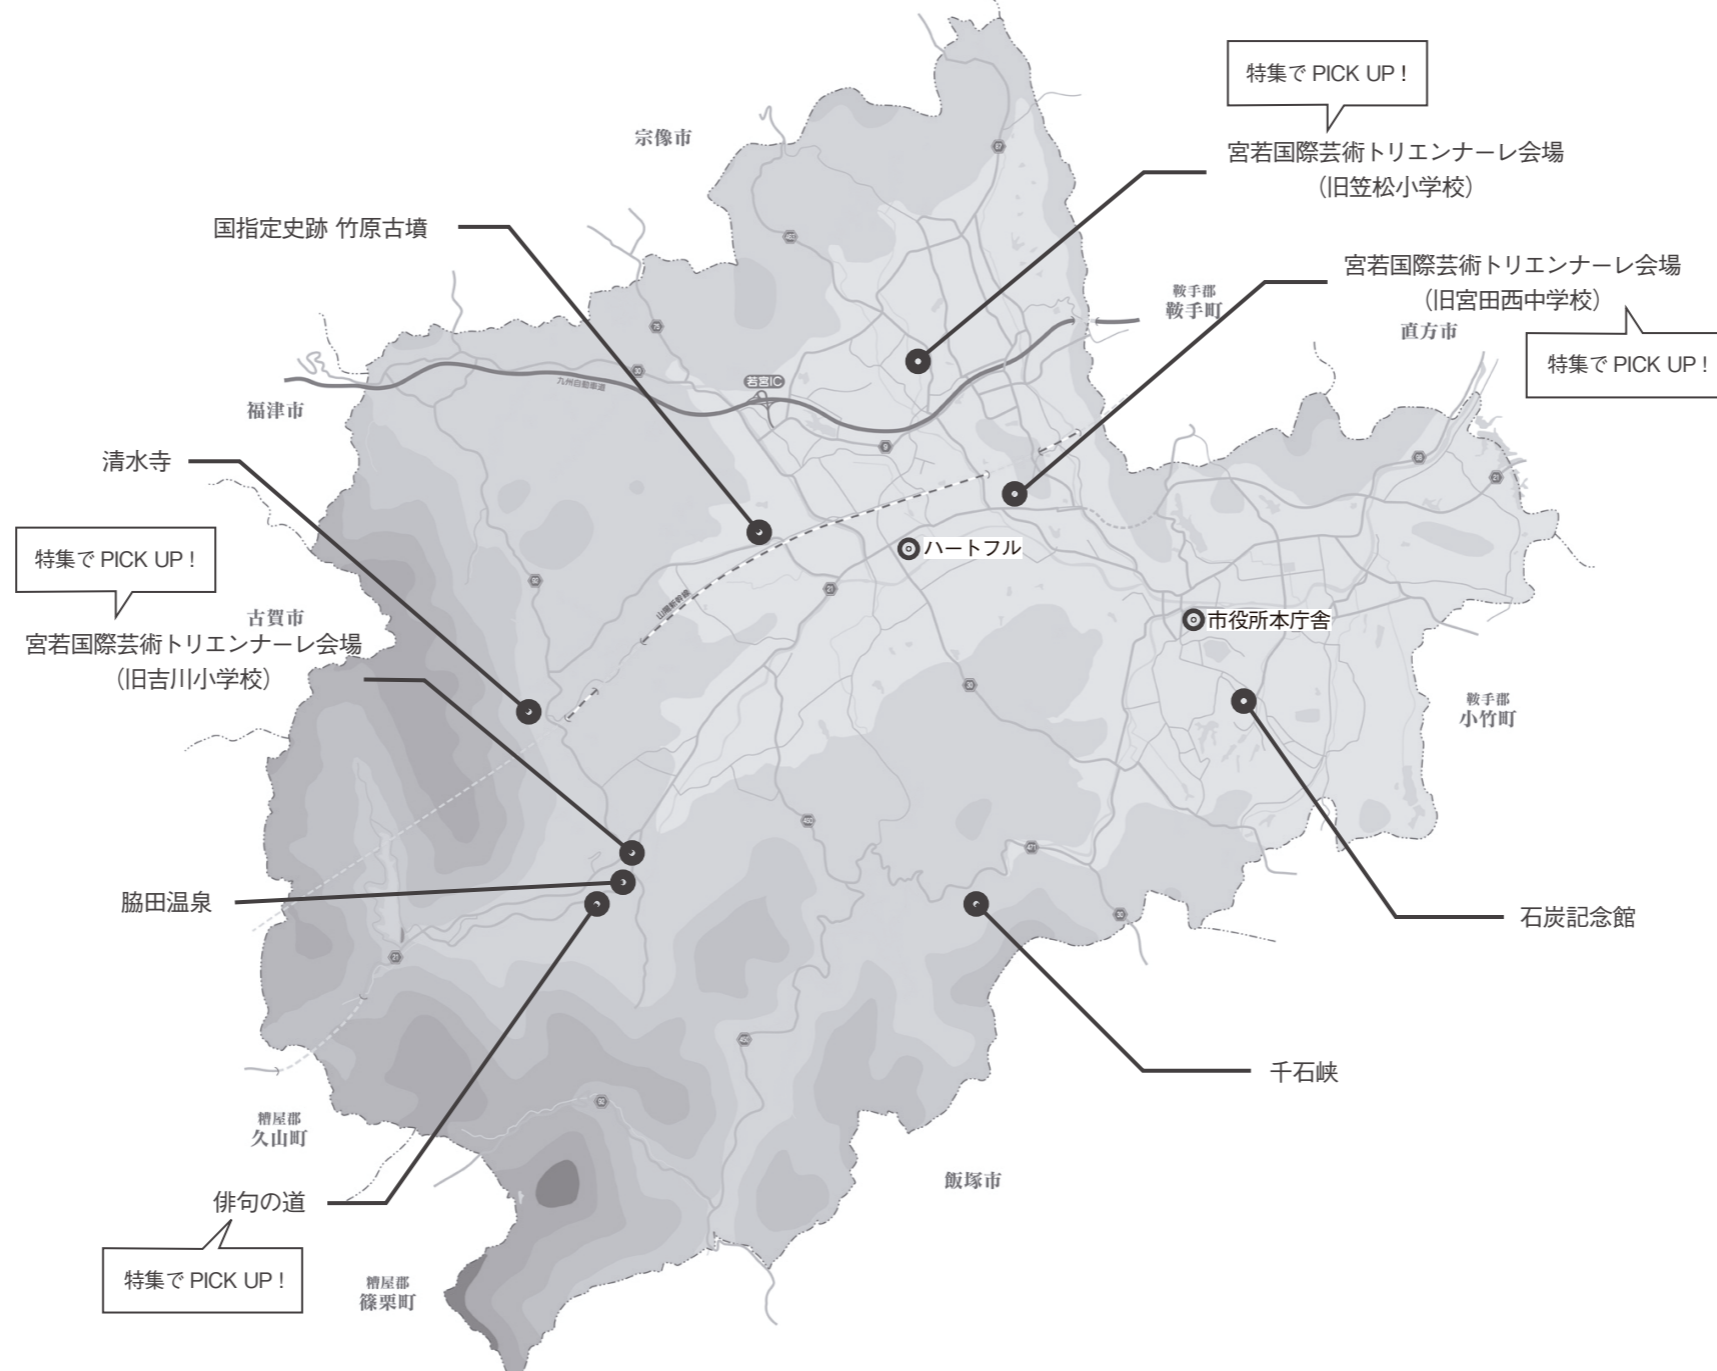 特集で PICK UP！
宮若国際芸術トリエンナーレ会場
（旧笠松小学校）
宗像市
国指定史跡 竹原古墳
宮若国際芸術トリエンナーレ会場
（旧宮田西中学校）
鞍手郡
鞍手町
直方市
特集で PICK UP！
若宮IC
九州自動車道
福津市
清水寺
ハートフル
特集で PICK UP！
山陽新幹線
古賀市
宮若国際芸術トリエンナーレ会場
（旧吉川小学校）
市役所本庁舎
鞍手郡
小竹町
脇田温泉
石炭記念館
千石峡
糟屋郡
久山町
飯塚市
俳句の道
特集で PICK UP！
糟屋郡
篠栗町